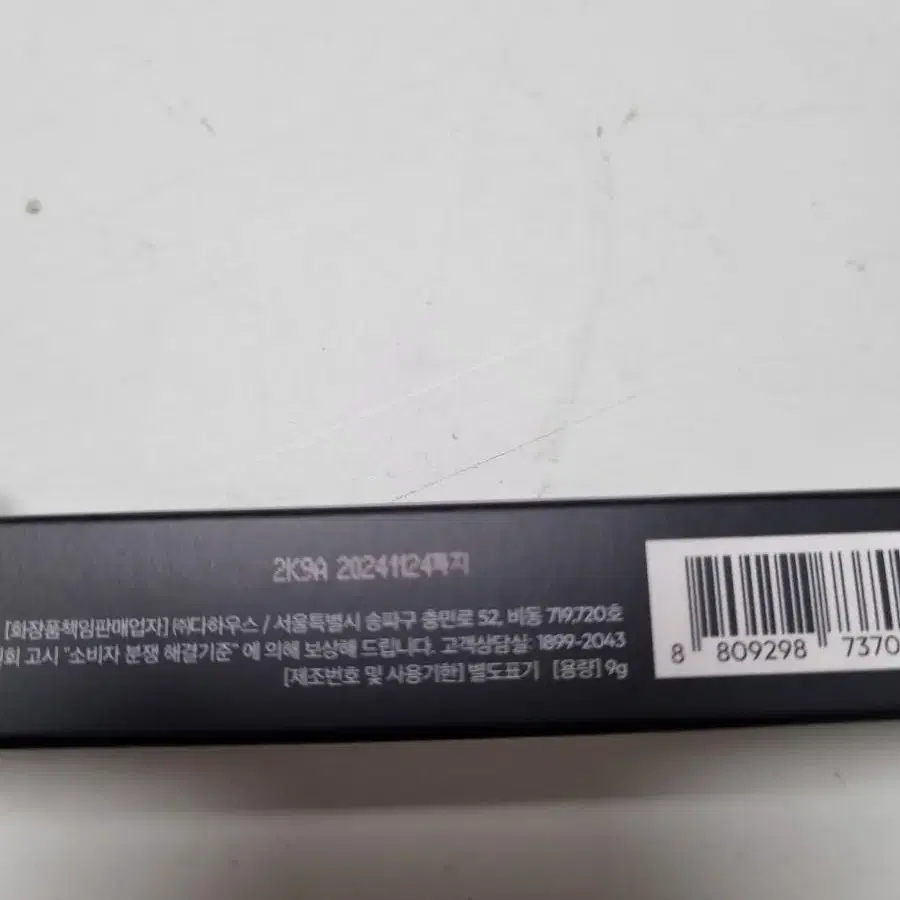 2K9A 20241124까지
[화장품책임판매업자] ㈜다하우스 / 서울특별시 송파구 충민로 52, 비동 719,720호
고시 "소비자 분쟁 해결기준" 에 의해 보상해 드립니다. 고객상담실: 1899-2043
[제조번호 및 사용기한] 별도표기 [용량] 9g
8 809298 7370